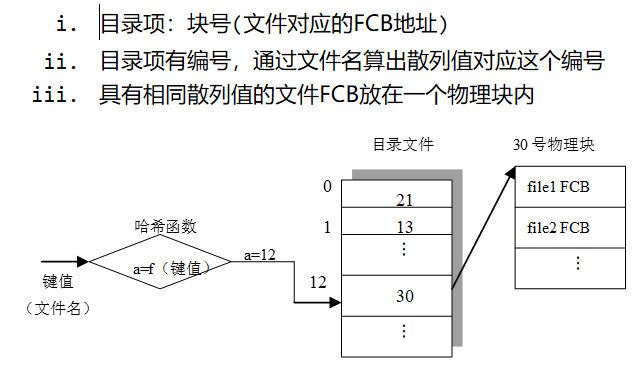 i. 目录项：块号(文件对应的FCB地址)
ii. 目录项有编号，通过文件名算出散列值对应这个编号
iii. 具有相同散列值的文件FCB放在一个物理块内
目录文件
30 号物理块
0
21
file1 FCB
1
13
file2 FCB
⋮
⋮
哈希函数
a=f（键值）
a=12
12
30
键值
（文件名）
⋮